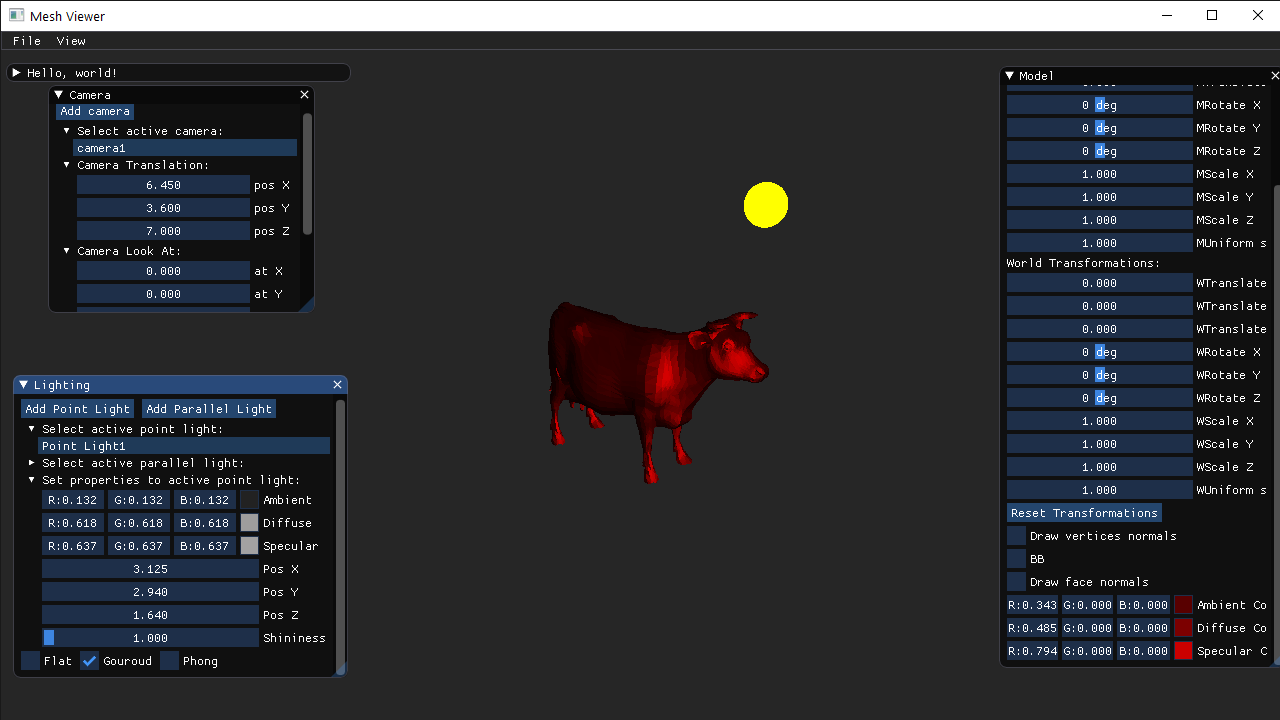 Mesh Viewer
File View
Hello, world!
Camera
Add camera
Select active camera:
camera1
Camera Translation:
6.450 pos X
3.600 pos Y
7.000 pos Z
Camera Look At:
0.000 at X
0.000 at Y
Lighting
Add Point Light Add Parallel Light
Select active point light:
Point Light1
Select active parallel light:
Set properties to active point light:
R:0.132 G:0.132 B:0.132 Ambient
R:0.618 G:0.618 B:0.618 Diffuse
R:0.637 G:0.637 B:0.637 Specular
3.125 Pos X
2.940 Pos Y
1.640 Pos Z
1.000 Shininess
Flat Gouroud Phong
Model
0 deg MRotate X
0 deg MRotate Y
0 deg MRotate Z
1.000 MScale X
1.000 MScale Y
1.000 MScale Z
1.000 MUniform s
World Transformations:
0.000 WTranslate
0.000 WTranslate
0.000 WTranslate
0 deg WRotate X
0 deg WRotate Y
0 deg WRotate Z
1.000 WScale X
1.000 WScale Y
1.000 WScale Z
1.000 WUniform s
Reset Transformations
Draw vertices normals
BB
Draw face normals
R:0.343 G:0.000 B:0.000 Ambient Co
R:0.485 G:0.000 B:0.000 Diffuse Co
R:0.794 G:0.000 B:0.000 Specular C